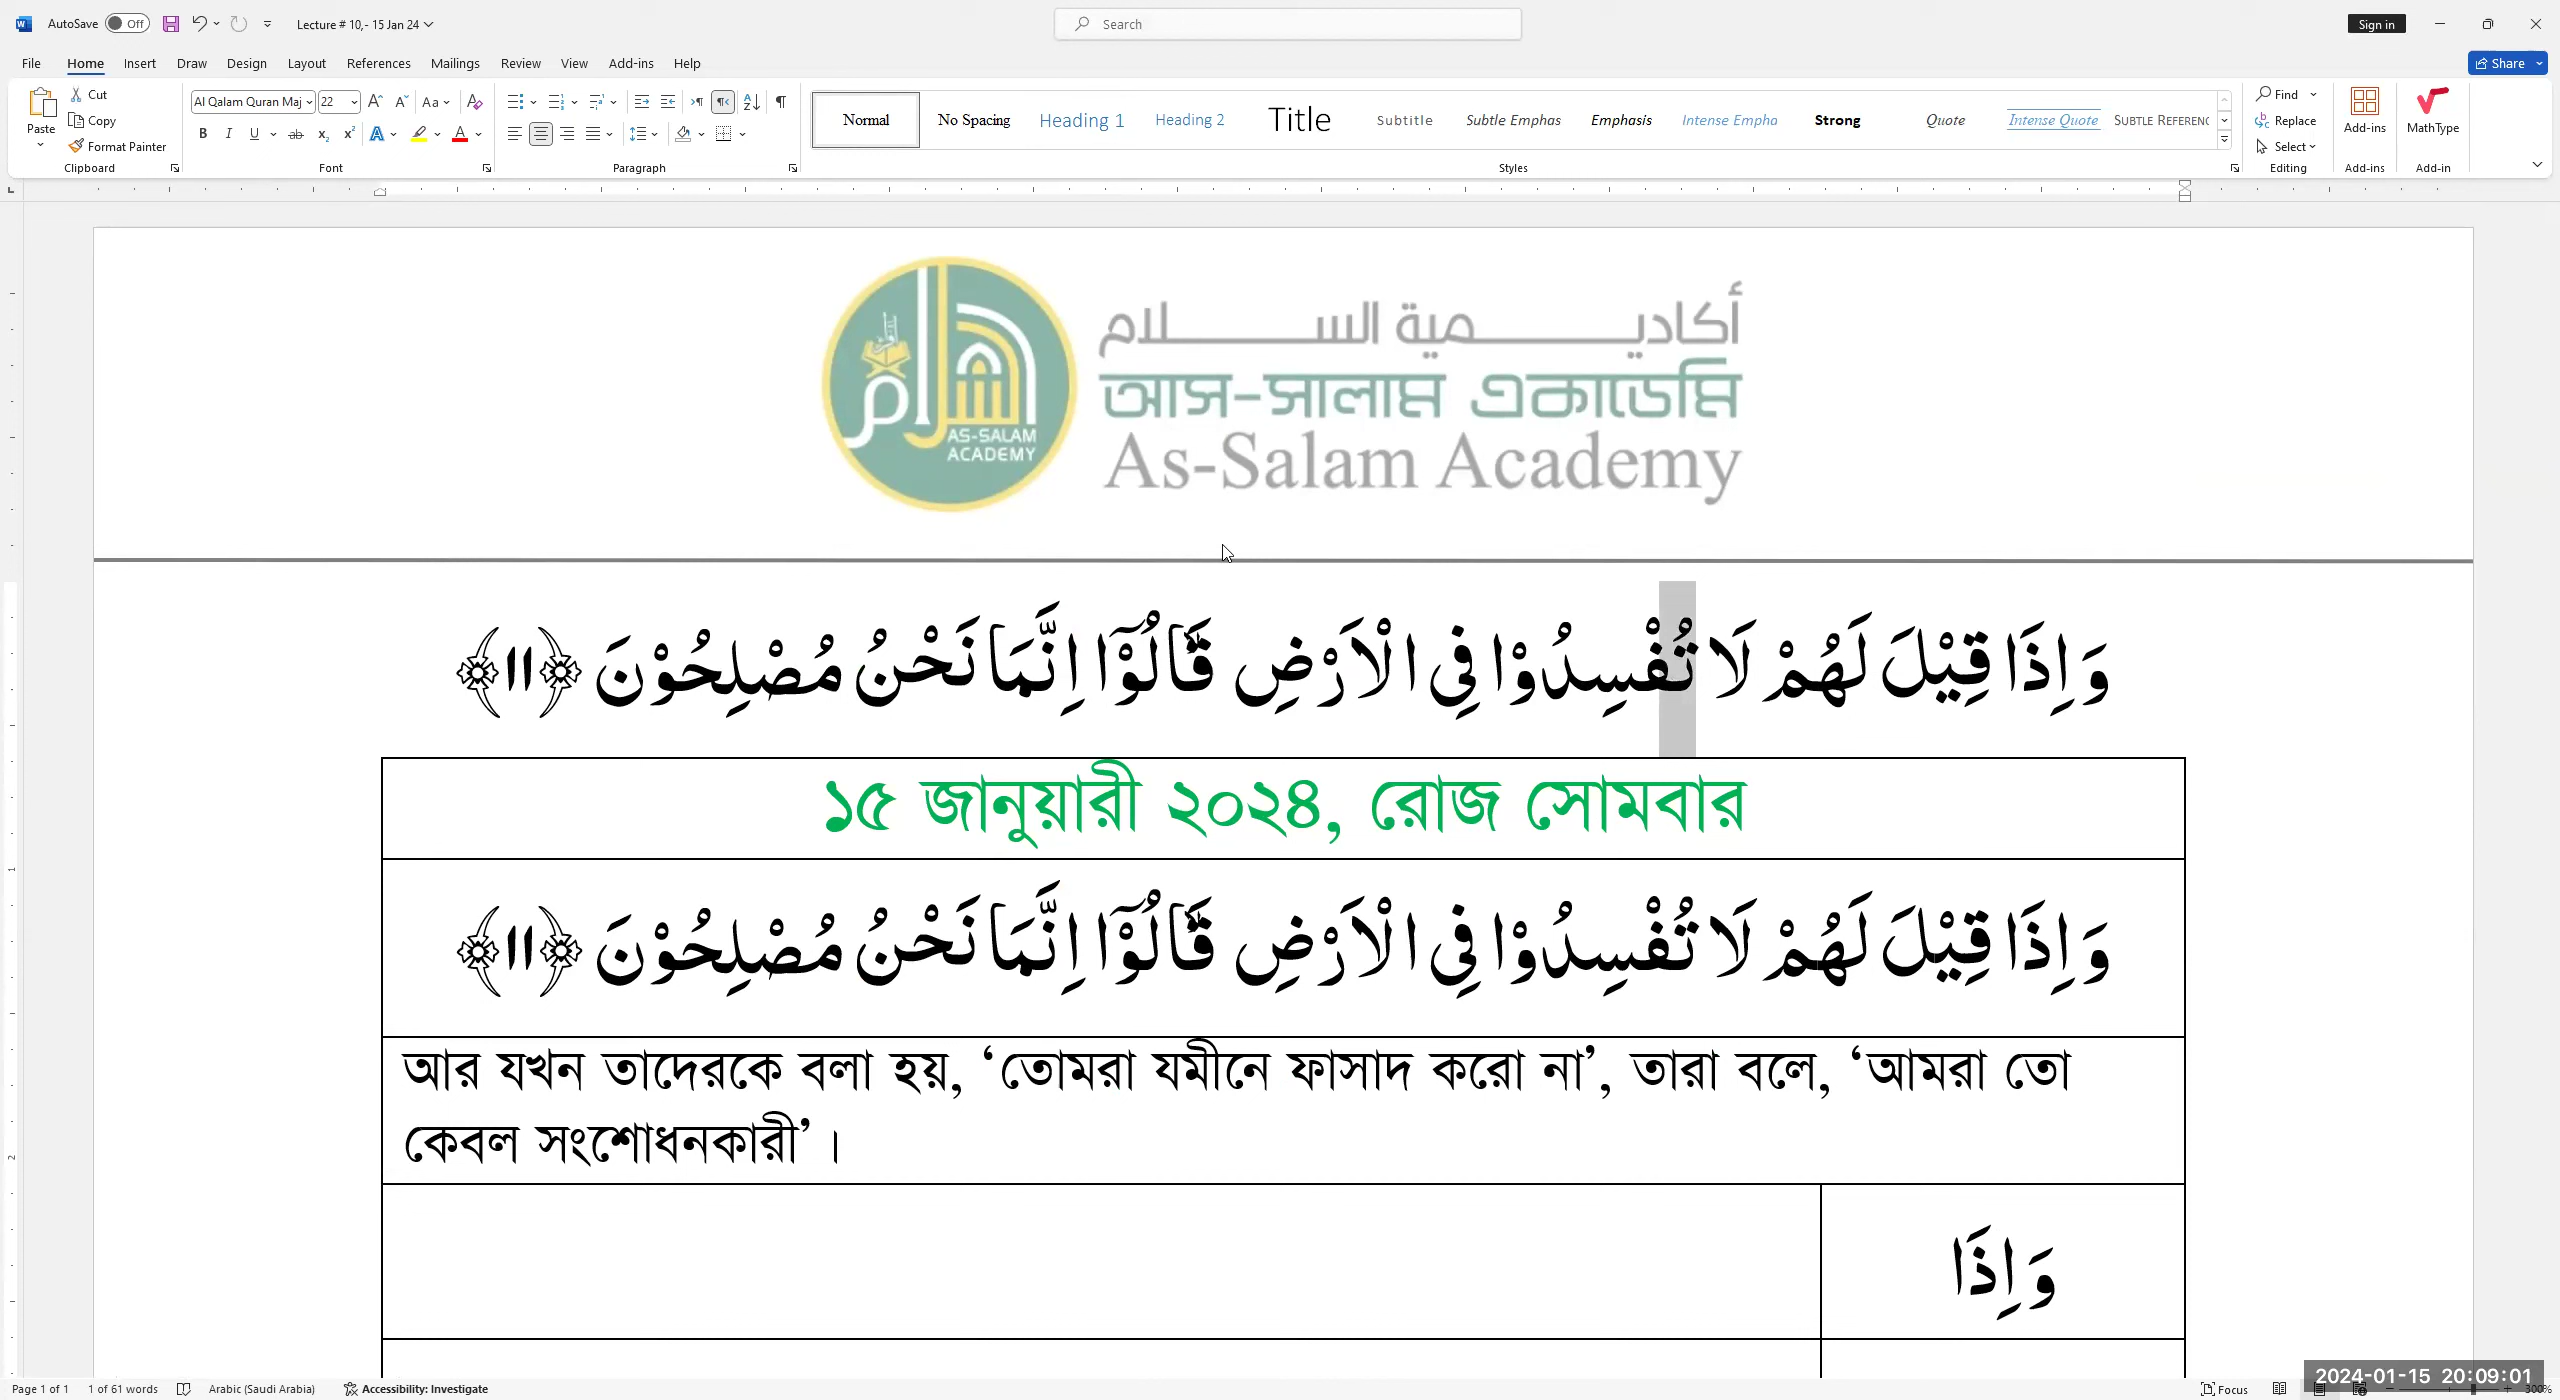 AutoSave Off Lecture # 10,- 15 Jan 24 Search Sign in
File Home Insert Draw Design Layout References Mailings Review View Add-ins Help Share
Paste Cut Copy Format Painter Clipboard
Al Qalam Quran Maj 22 Font
Paragraph
Normal No Spacing Heading 1 Heading 2 Title Subtitle Subtle Emphas Emphasis Intense Empha Strong Quote Intense Quote Subtle Referenc Styles
Find Replace Select Editing
Add-ins Add-ins
MathType Add-in
أكاديمية السلام
আস-সালাম একাডেমি
As-Salam Academy
AS-SALAM
ACADEMY
وَاِذَا قِيْلَ لَهُمْ لَا تُفْسِدُوْا فِى الْاَرْضِ قَالُوْٓا اِنَّمَا نَحْنُ مُصْلِحُوْنَ ﴿۱۱﴾
১৫ জানুয়ারী ২০২৪, রোজ সোমবার
وَاِذَا قِيْلَ لَهُمْ لَا تُفْسِدُوْا فِى الْاَرْضِ قَالُوْٓا اِنَّمَا نَحْنُ مُصْلِحُوْنَ ﴿۱۱﴾
আর যখন তাদেরকে বলা হয়, ‘তোমরা যমীনে ফাসাদ করো না’, তারা বলে, ‘আমরা তো
কেবল সংশোধনকারী’।
وَاِذَا
Page 1 of 1 1 of 61 words Arabic (Saudi Arabia) Accessibility: Investigate Focus 300%
2024-01-15 20:09:01